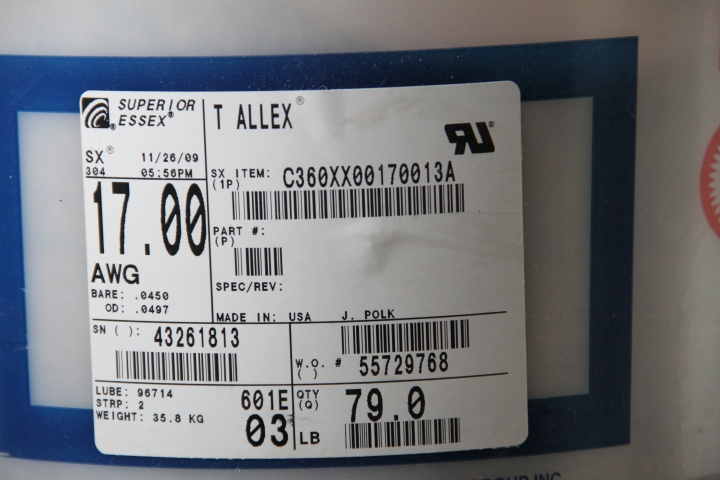 SUPERIOR
ESSEX®
T ALLEX®
SX®
304
11/26/09
05:56PM
SX ITEM: C360XX00170013A
(1P)
17.00
AWG
BARE: .0450
OD: .0497
PART #:
(P)
SPEC/REV:
MADE IN: USA J. POLK
SN ( ): 43261813
W.O. # 55729768
( )
LUBE: 96714
STRP: 2
WEIGHT: 35.8 KG
601E
03
QTY
(Q)
79.0
LB
INC